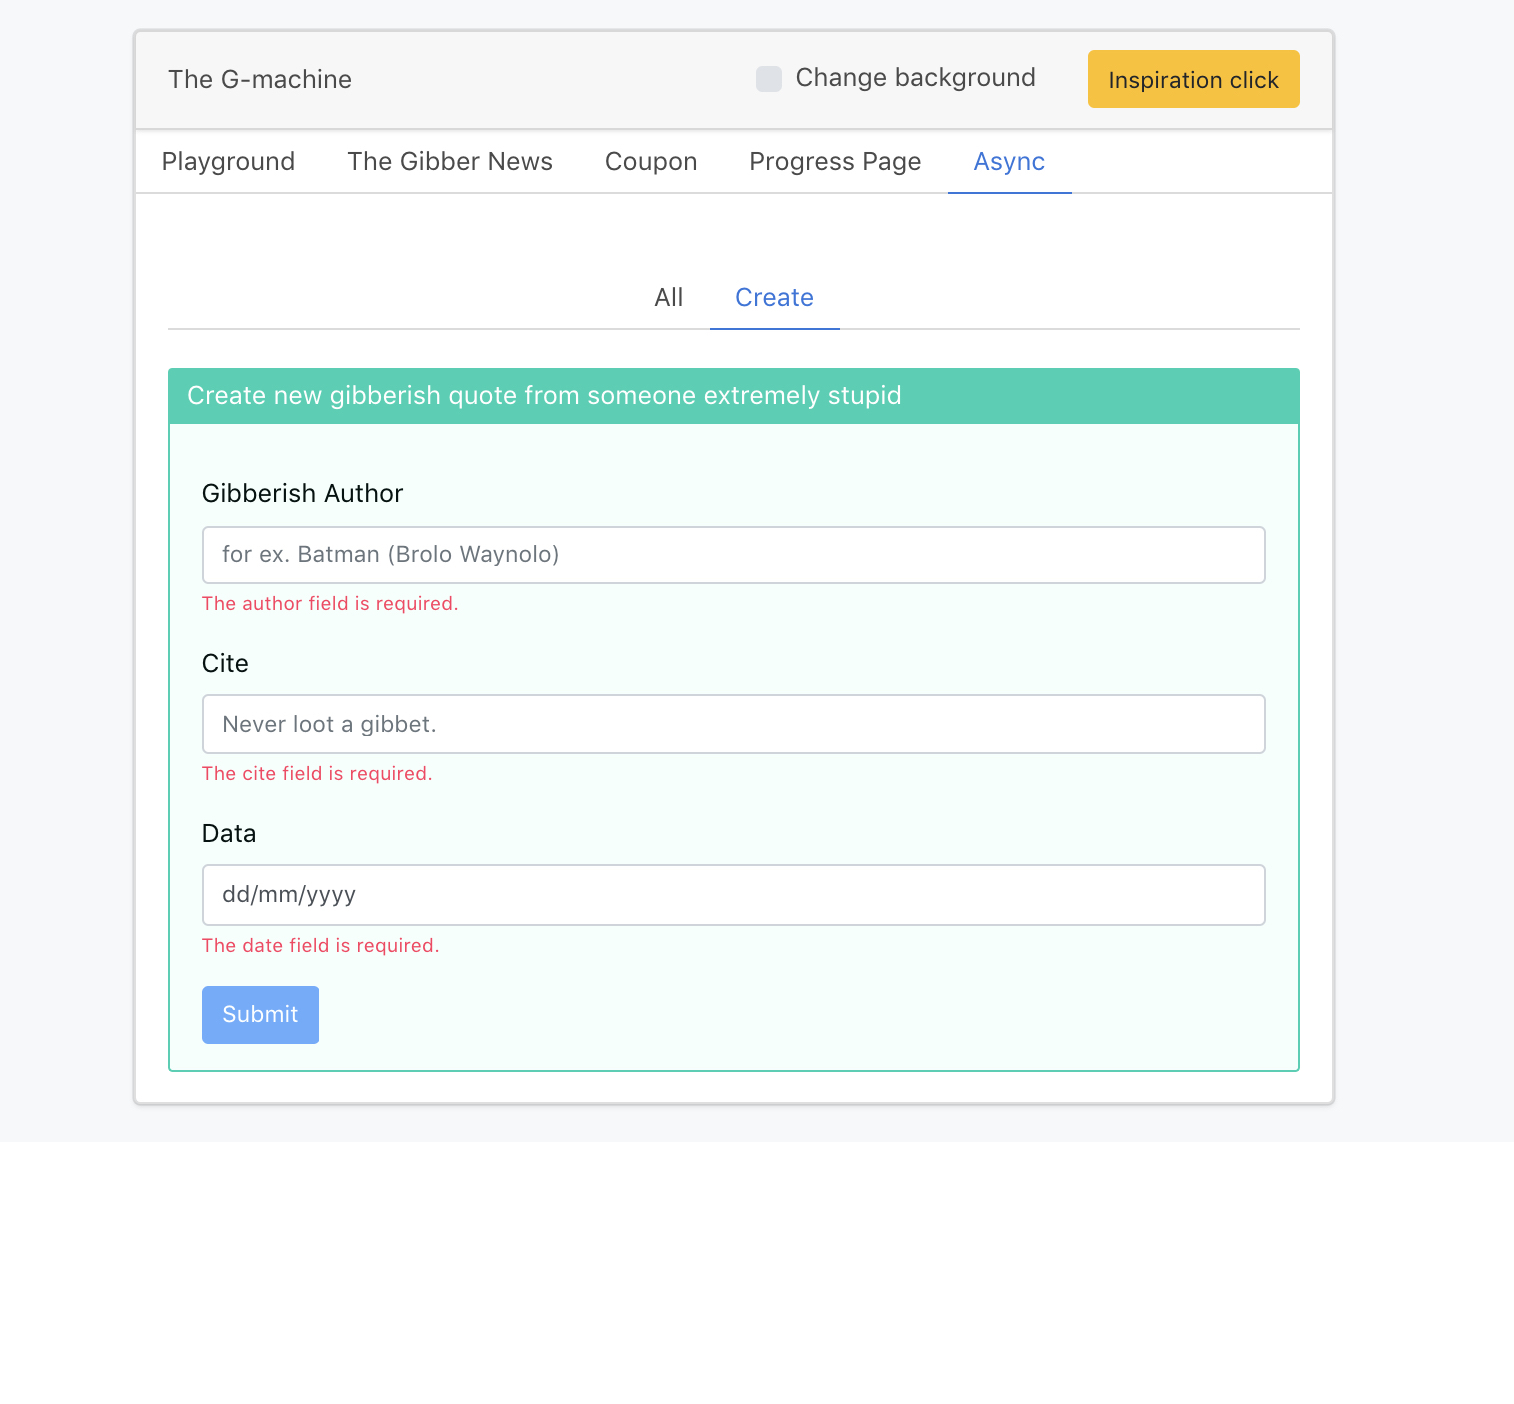 The G-machine
Change background
Inspiration click
Playground
The Gibber News
Coupon
Progress Page
Async
All
Create
Create new gibberish quote from someone extremely stupid
Gibberish Author
for ex. Batman (Brolo Waynolo)
The author field is required.
Cite
Never loot a gibbet.
The cite field is required.
Data
dd/mm/yyyy
The date field is required.
Submit